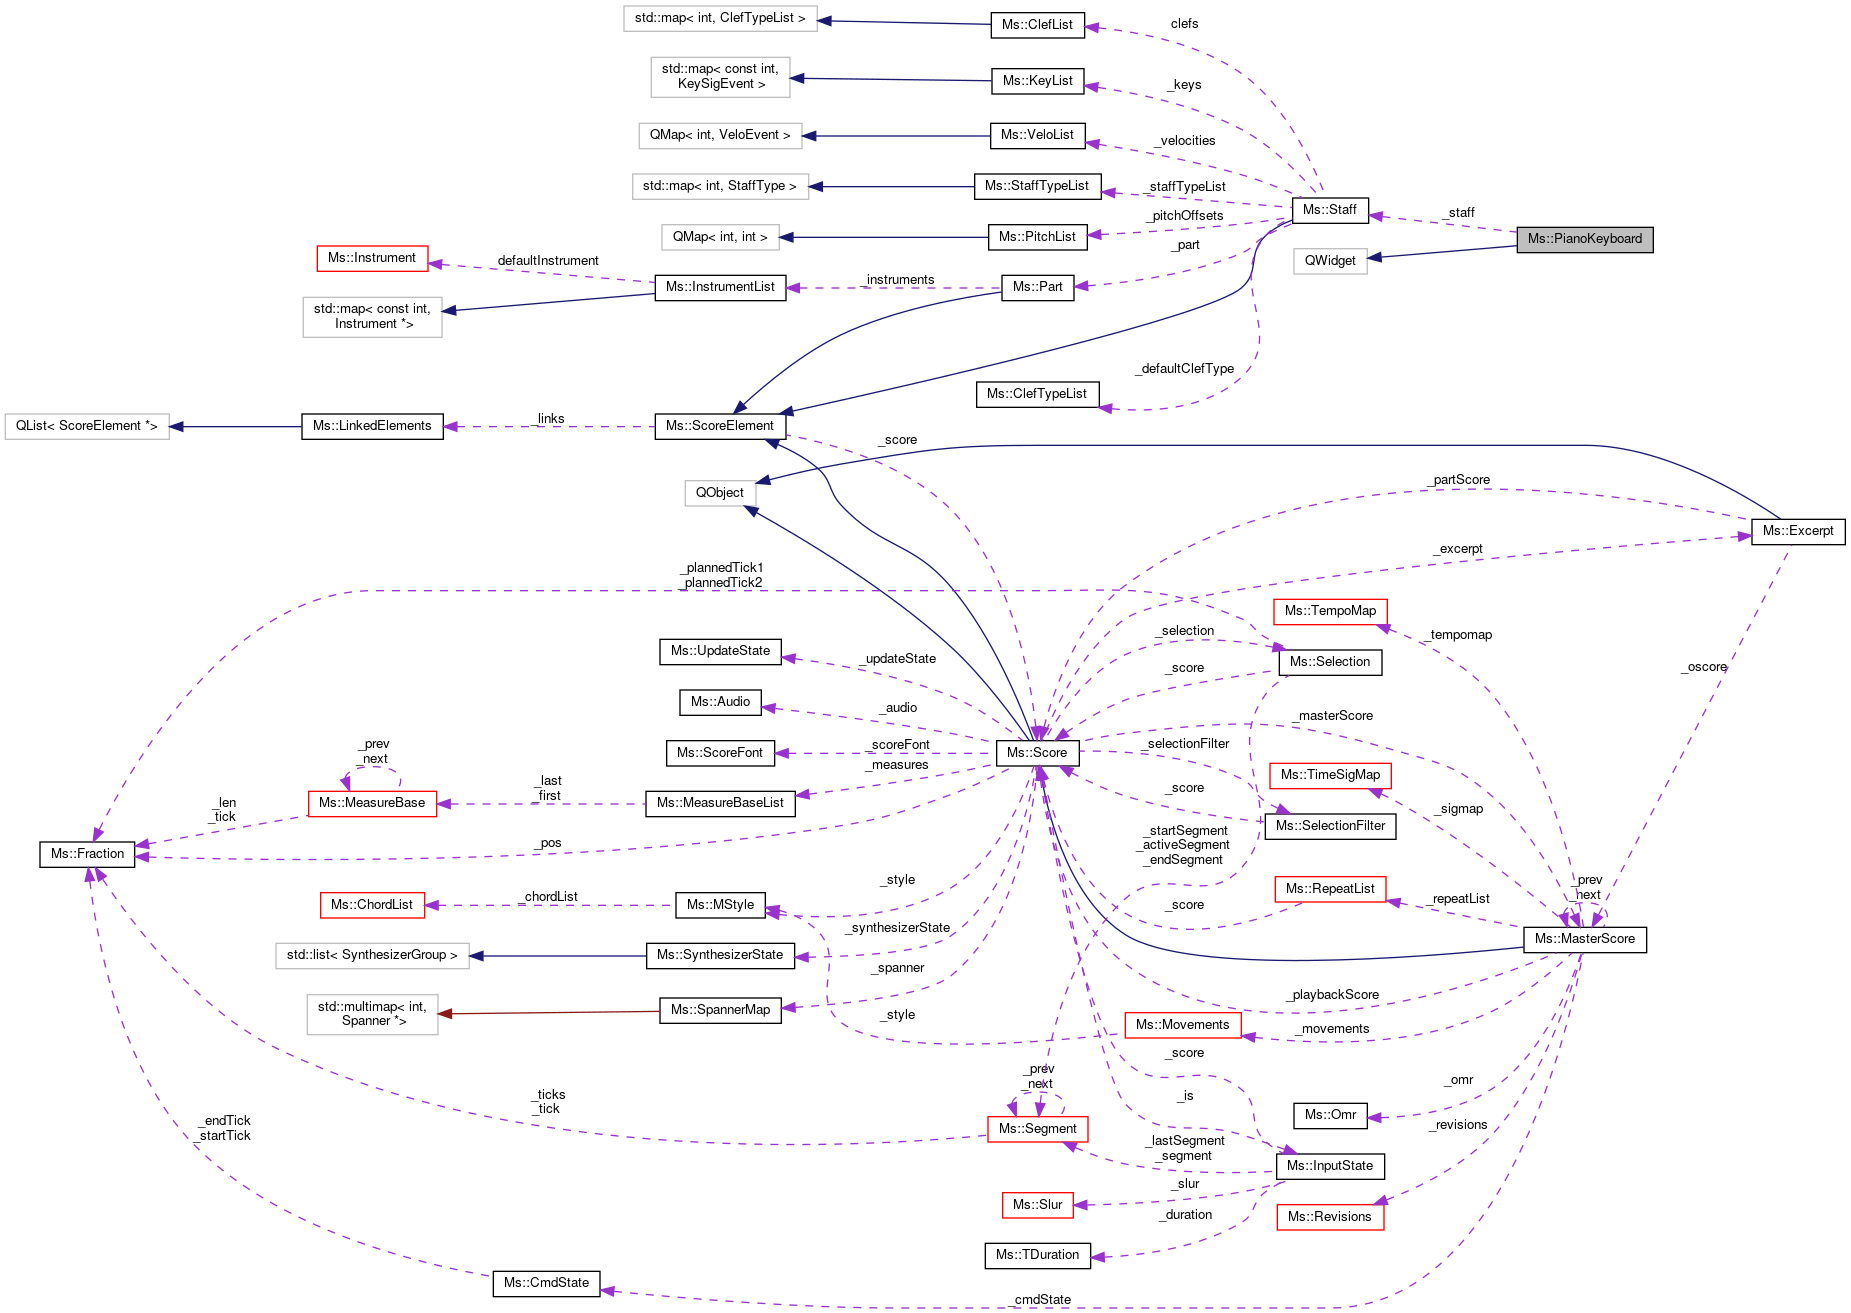 std::map< int, ClefTypeList >
Ms::ClefList
clefs
std::map< const int,
KeySigEvent >
Ms::KeyList
_keys
QMap< int, VeloEvent >
Ms::VeloList
_velocities
std::map< int, StaffType >
Ms::StaffTypeList
_staffTypeList
Ms::Staff
_staff
Ms::PianoKeyboard
QMap< int, int >
Ms::PitchList
_pitchOffsets
_part
QWidget
Ms::Instrument
defaultInstrument
Ms::InstrumentList
_instruments
Ms::Part
std::map< const int,
Instrument *>
_defaultClefType
Ms::ClefTypeList
QList< ScoreElement *>
Ms::LinkedElements
_links
Ms::ScoreElement
_score
QObject
_partScore
Ms::Excerpt
_excerpt
_plannedTick1
_plannedTick2
Ms::TempoMap
_tempomap
_oscore
Ms::UpdateState
_updateState
_selection
Ms::Selection
_score
Ms::Audio
_audio
_masterScore
_prev
_next
Ms::ScoreFont
_scoreFont
Ms::Score
_selectionFilter
_measures
Ms::TimeSigMap
_last
_first
Ms::MeasureBase
Ms::MeasureBaseList
_score
_sigmap
_len
_tick
Ms::SelectionFilter
Ms::Fraction
_pos
_startSegment
_activeSegment
_endSegment
_style
_prev
_next
Ms::RepeatList
_repeatList
Ms::ChordList
_chordList
Ms::MStyle
_score
_synthesizerState
Ms::MasterScore
std::list< SynthesizerGroup >
Ms::SynthesizerState
_spanner
_playbackScore
std::multimap< int,
Spanner *>
Ms::SpannerMap
_style
Ms::Movements
_movements
_score
_prev
_next
_is
_omr
_ticks
_tick
Ms::Omr
_endTick
_startTick
Ms::Segment
_revisions
_lastSegment
_segment
Ms::InputState
_slur
Ms::Slur
_duration
Ms::Revisions
Ms::TDuration
Ms::CmdState
_cmdState